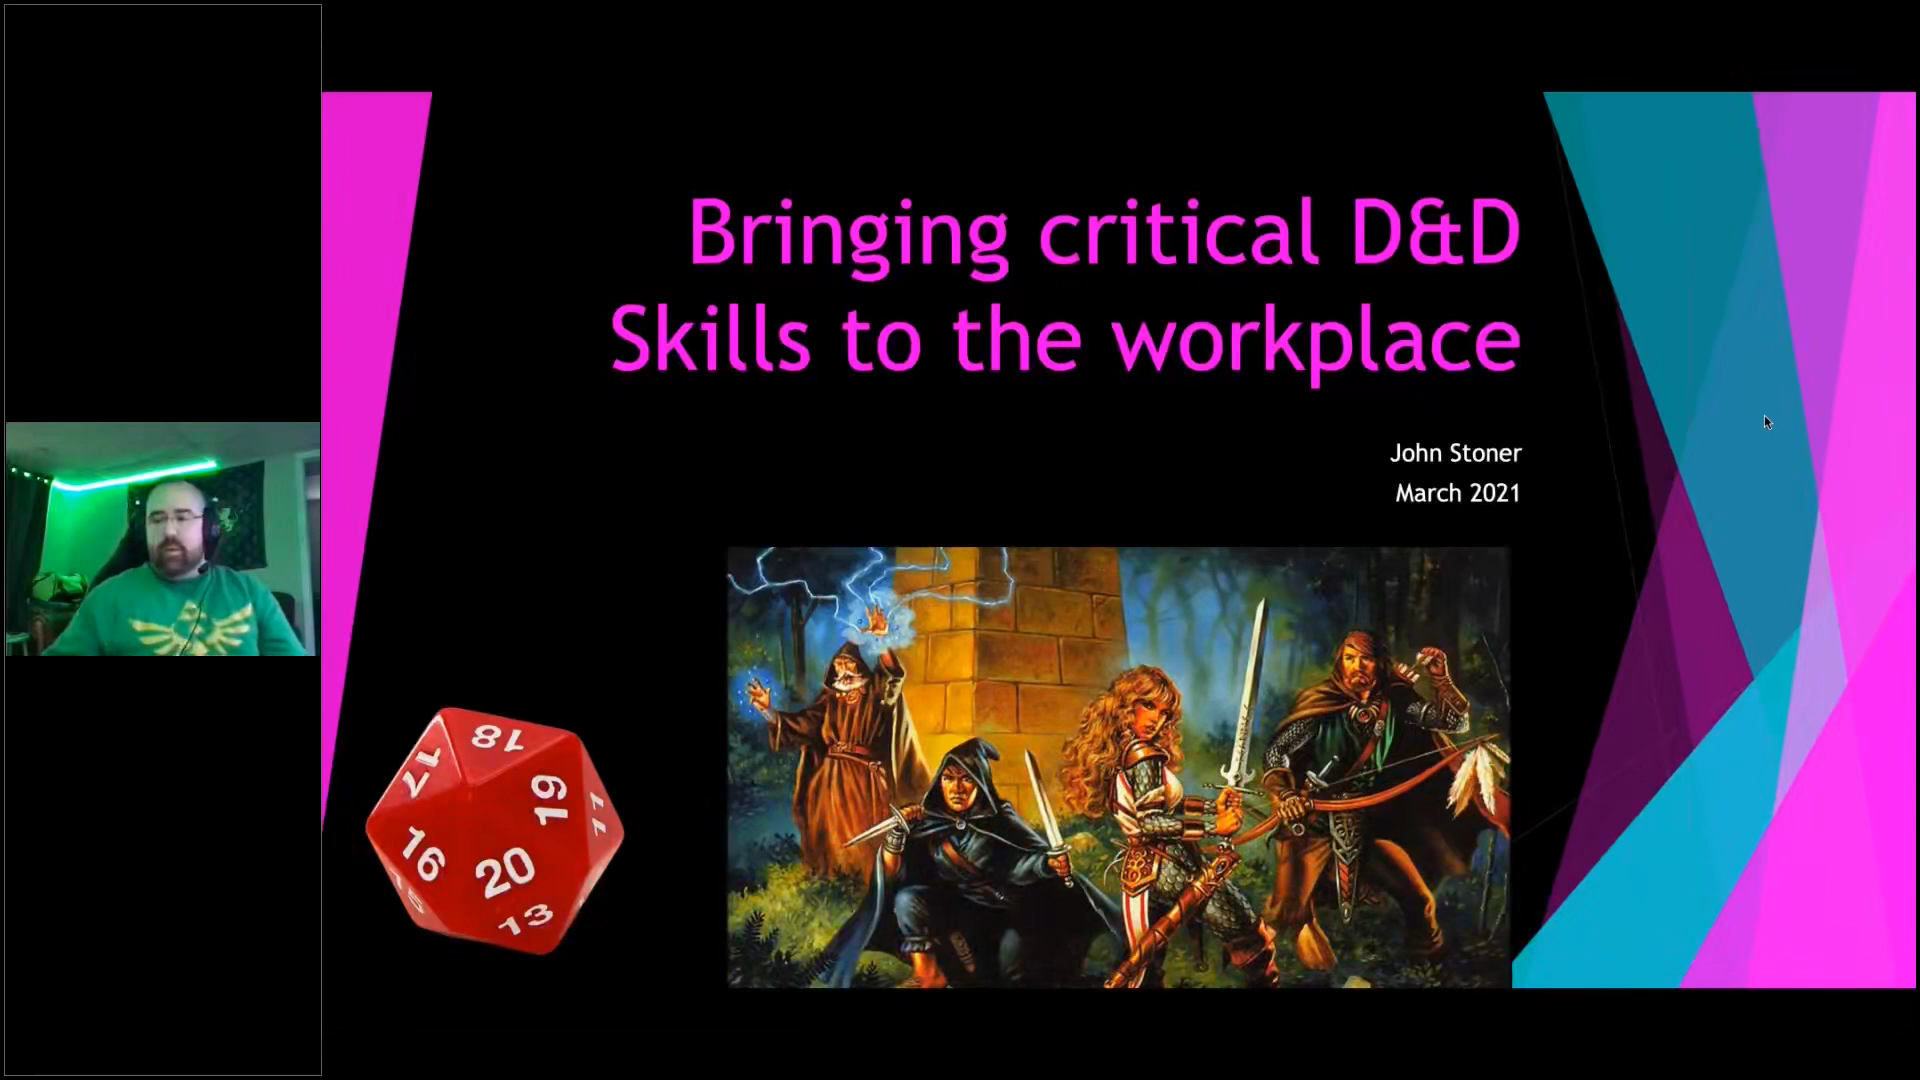 Bringing critical D&D
Skills to the workplace
John Stoner
March 2021
18
17
19
16
20
13